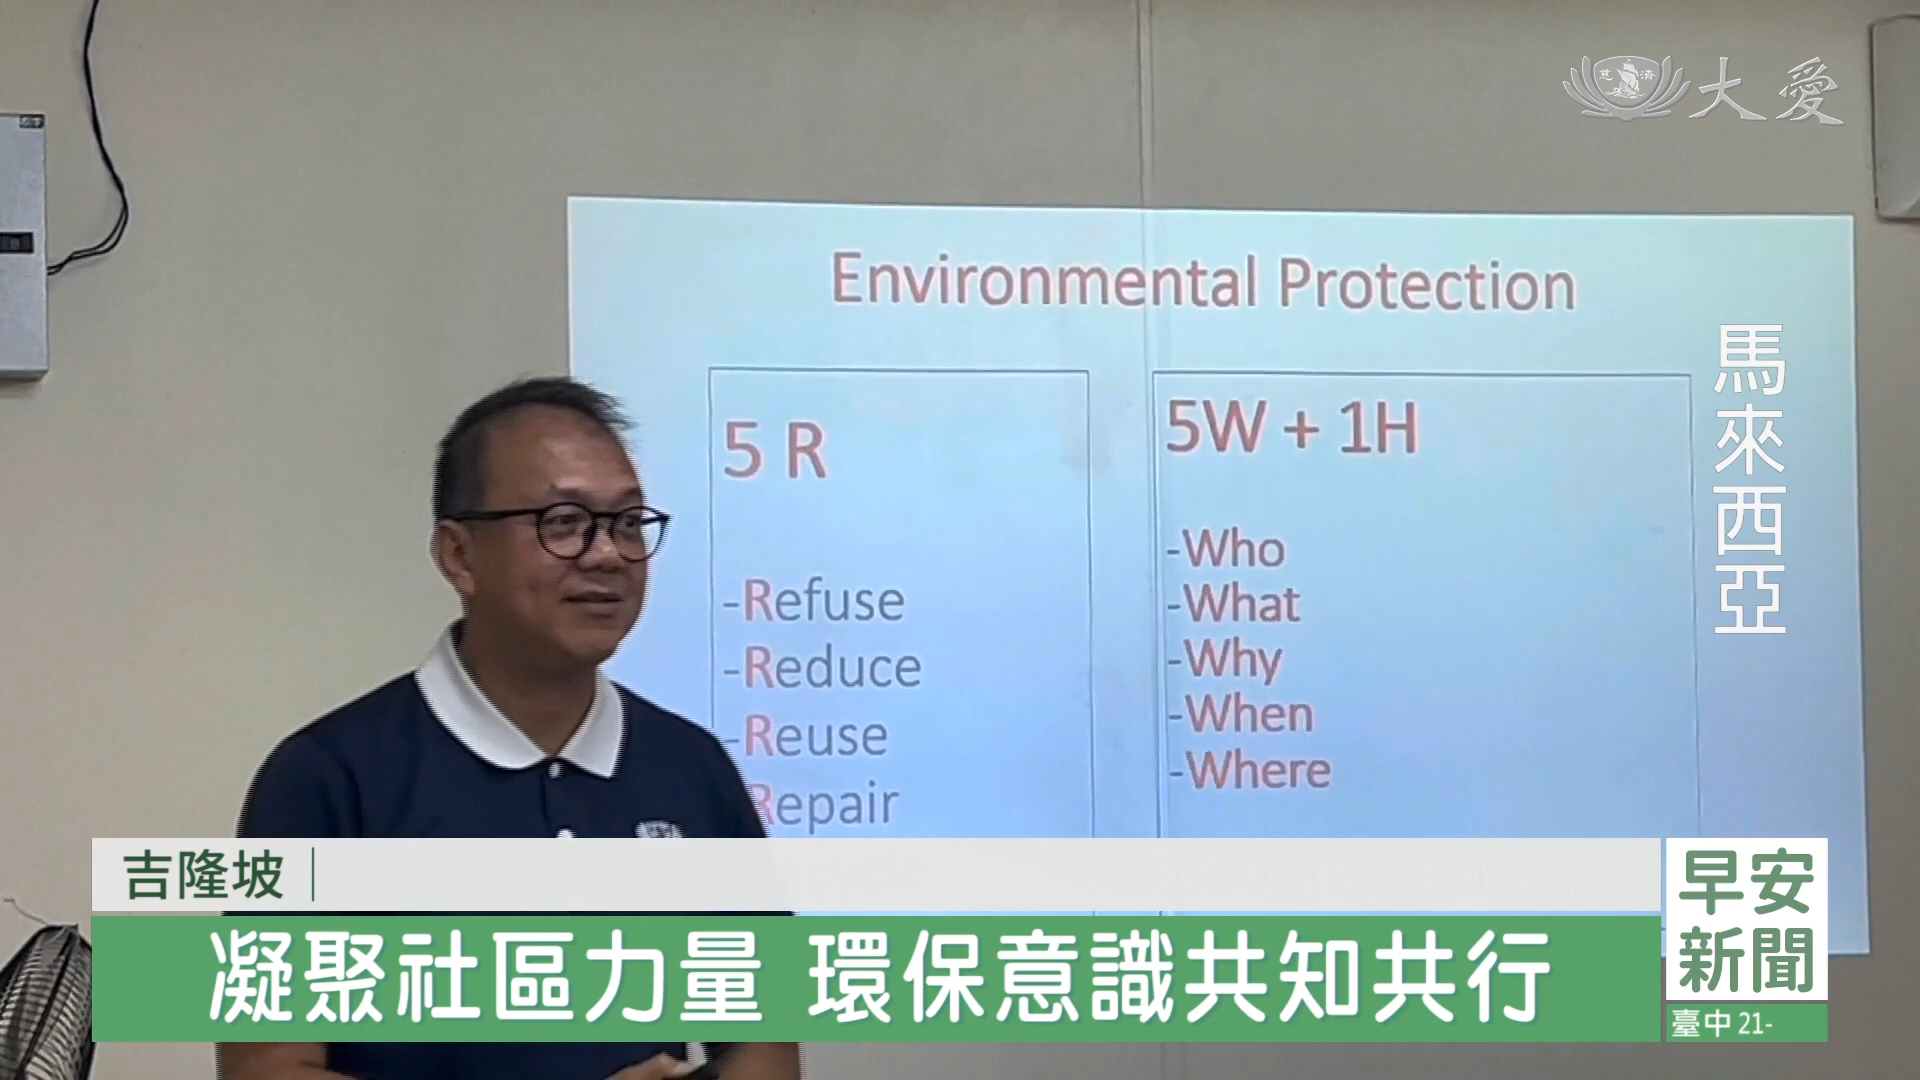 慈濟
大愛
Environmental Protection
馬來西亞
5 R
-Refuse
-Reduce
-Reuse
Repair
5W + 1H
-Who
-What
-Why
-When
-Where
吉隆坡
凝聚社區力量 環保意識共知共行
早安
新聞
臺中 21-